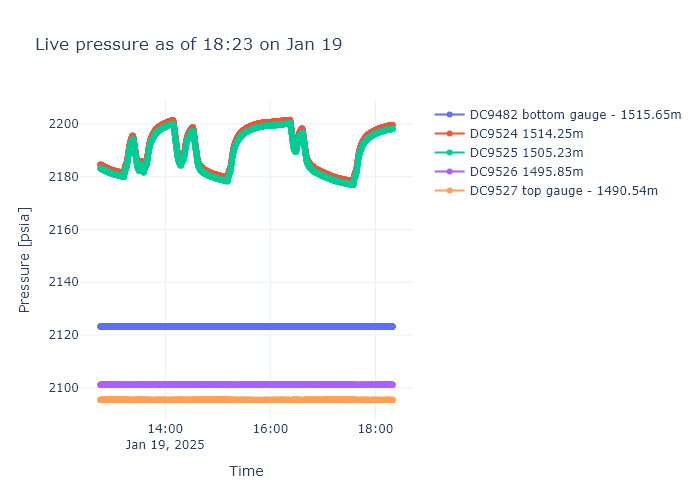 Live pressure as of 18:23 on Jan 19
DC9482 bottom gauge - 1515.65m
DC9524 1514.25m
DC9525 1505.23m
DC9526 1495.85m
DC9527 top gauge - 1490.54m
Pressure [psia]
2200
2180
2160
2140
2120
2100
14:00
16:00
18:00
Jan 19, 2025
Time